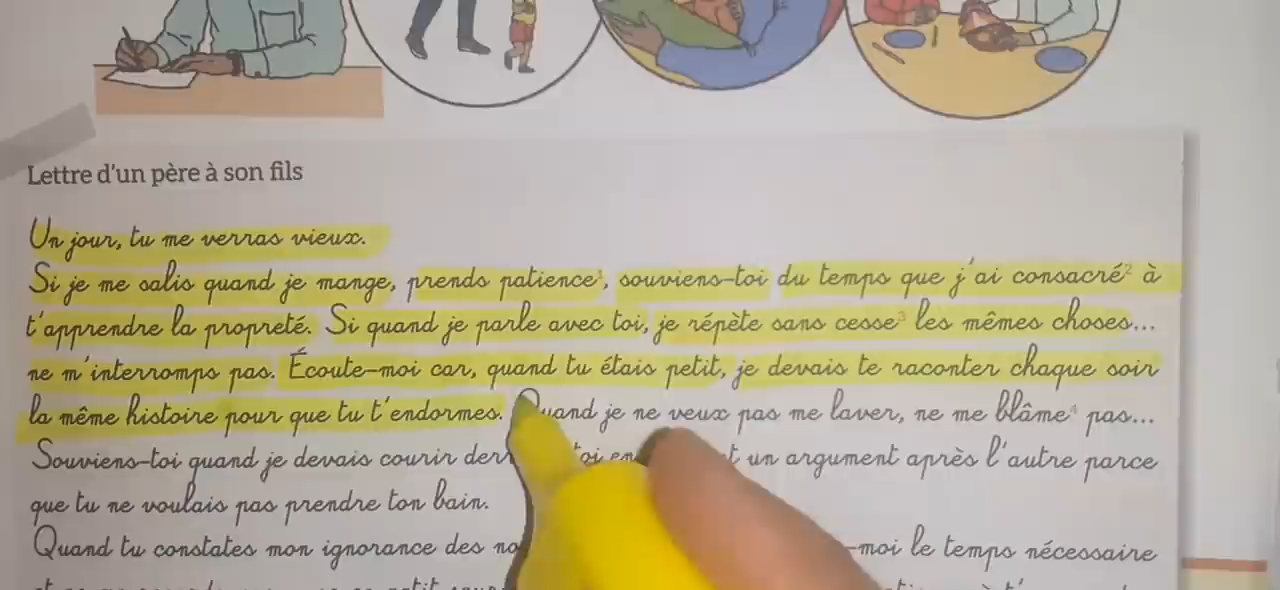 Lettre d'un père à son fils
Un jour, tu me verras vieux.
Si je me salis quand je mange, prends patience¹, souviens-toi du temps que j'ai consacré² à
t'apprendre la propreté. Si quand je parle avec toi, je répète sans cesse³ les mêmes choses...
ne m'interromps pas. Écoute-moi car, quand tu étais petit, je devais te raconter chaque soir
la même histoire pour que tu t'endormes. Quand je ne veux pas me laver, ne me blâme⁴ pas...
Souviens-toi quand je devais courir un argument après l'autre parce
que tu ne voulais pas prendre ton bain.
Quand tu constates mon ignorance des -moi le temps nécessaire